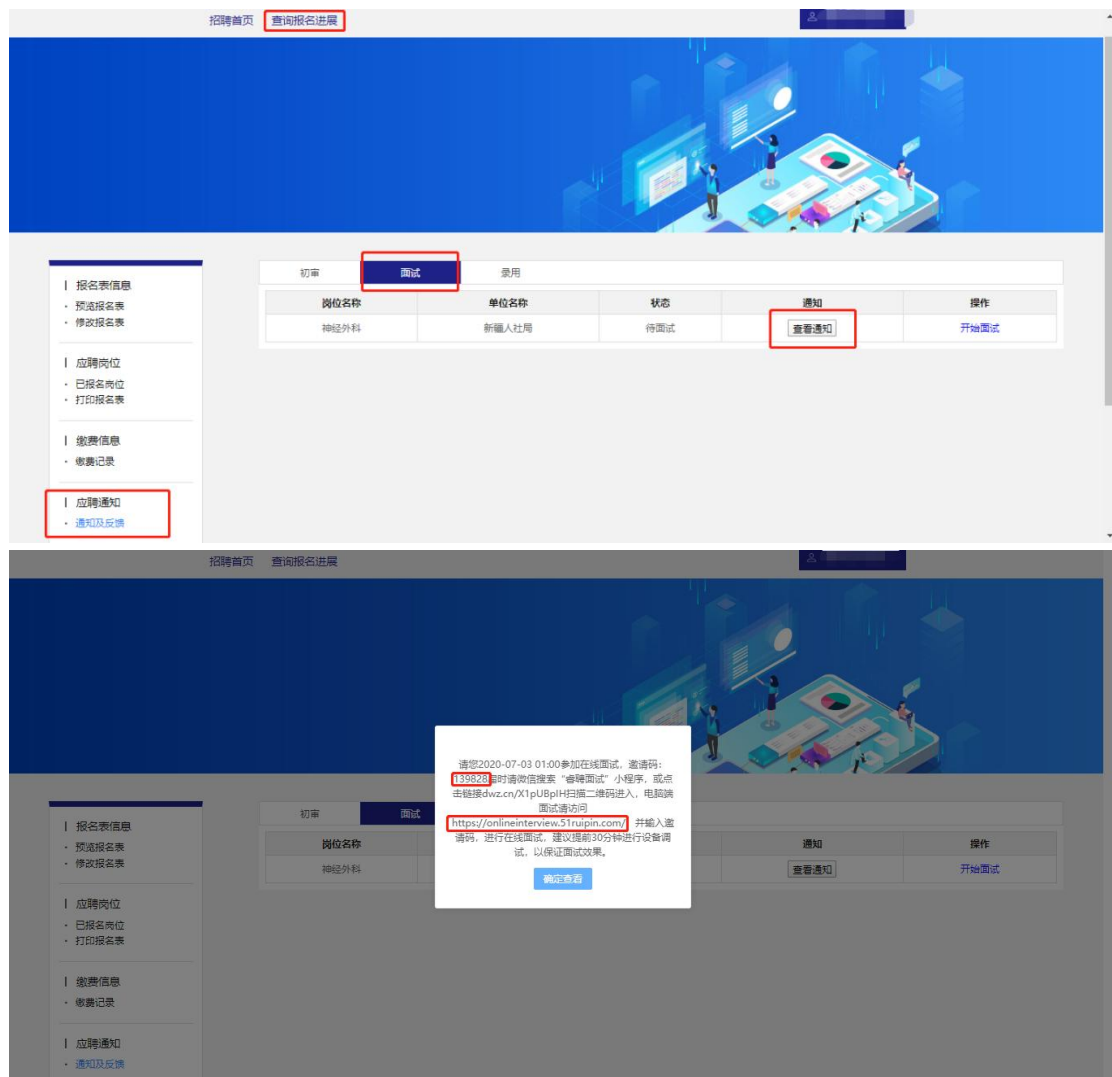 招聘首页 查询报名进展
报名表信息
· 预览报名表
· 修改报名表
应聘岗位
· 已报名岗位
· 打印报名表
缴费信息
· 缴费记录
应聘通知
· 通知及反馈
初审 面试 录用
岗位名称 单位名称 状态 通知 操作
神经外科 新疆人社局 待面试 查看通知 开始面试
招聘首页 查询报名进展
报名表信息
· 预览报名表
· 修改报名表
应聘岗位
· 已报名岗位
· 打印报名表
缴费信息
· 缴费记录
应聘通知
· 通知及反馈
初审 面试
岗位名称 通知 操作
神经外科 查看通知 开始面试
请您2020-07-03 01:00参加在线面试，邀请码：
139828届时请微信搜索“睿聘面试”小程序，或点
击链接dwz.cn/X1pUBpIH扫描二维码进入，电脑端
面试请访问
https://onlineinterview.51ruipin.com/，并输入邀
请码，进行在线面试，建议提前30分钟进行设备调
试，以保证面试效果。
确定查看